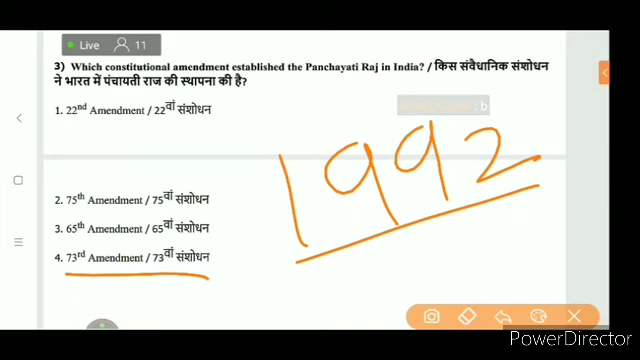 Live 11
3) Which constitutional amendment established the Panchayati Raj in India? / किस संवैधानिक संशोधन
ने भारत में पंचायती राज की स्थापना की है?
1. 22nd Amendment / 22वां संशोधन
: b
1992
2. 75th Amendment / 75वां संशोधन
3. 65th Amendment / 65वां संशोधन
4. 73rd Amendment / 73वां संशोधन
PowerDirector